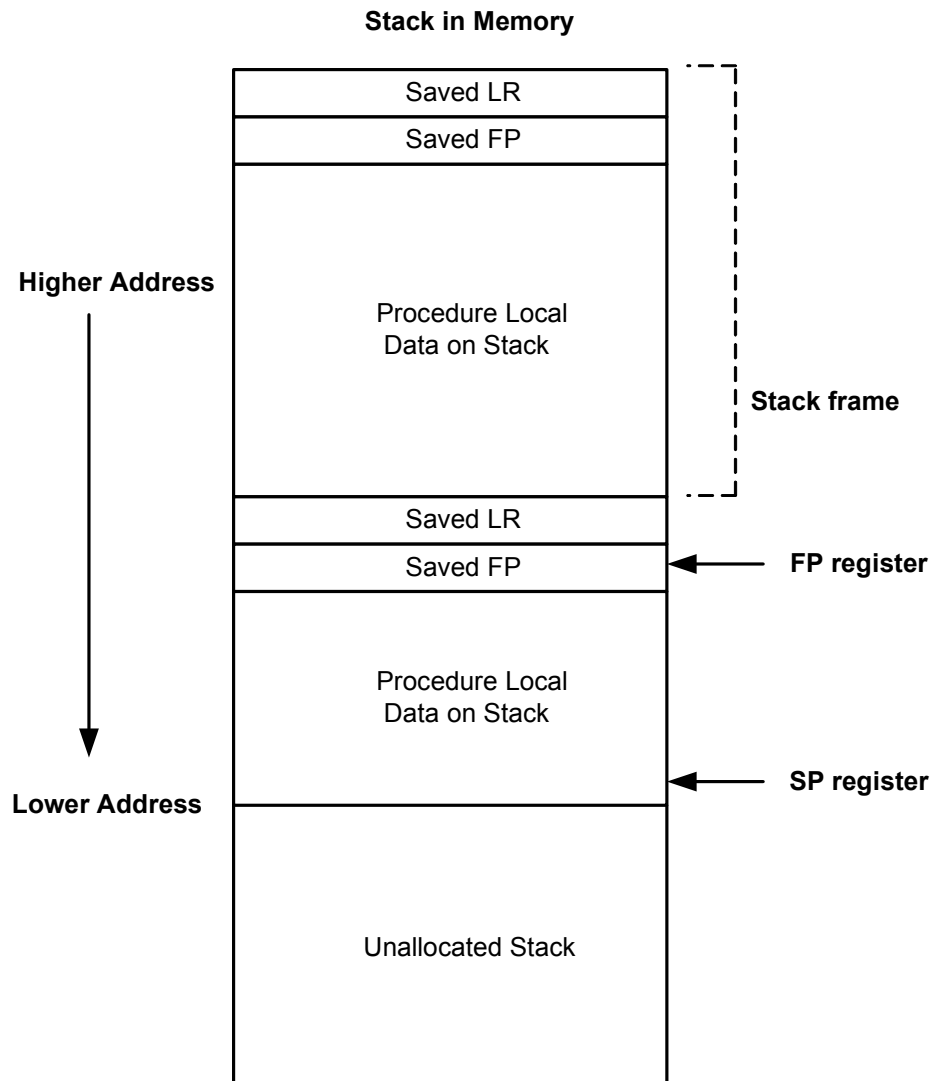 Stack in Memory
Saved LR
Saved FP
Higher Address
Procedure Local
Data on Stack
Stack frame
Saved LR
Saved FP
FP register
Procedure Local
Data on Stack
SP register
Lower Address
Unallocated Stack